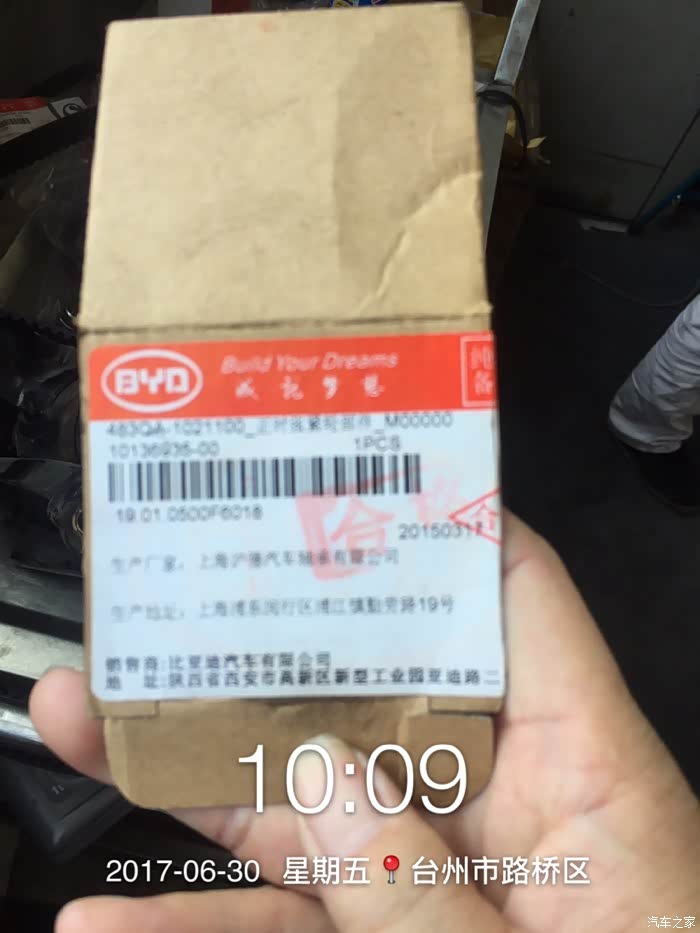 BYD
Build Your Dreams
成就梦想
483QA-1021100_正时张紧轮部件_M00000
10136935-00 1PCS
19.01.0500F6018
合
20150317
生产厂家：上海沪德汽车轴承有限公司
生产地址：上海浦东闵行区浦江镇勤劳路19号
销售商:比亚迪汽车有限公司
地 址:陕西省西安市高新区新型工业园亚迪路二
10:09
2017-06-30 星期五 台州市路桥区
汽车之家